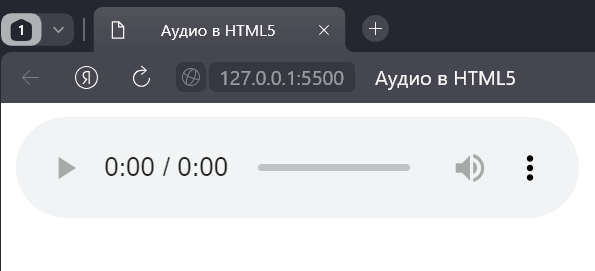 1
Аудио в HTML5
Я
127.0.0.1:5500 Аудио в HTML5
0:00 / 0:00